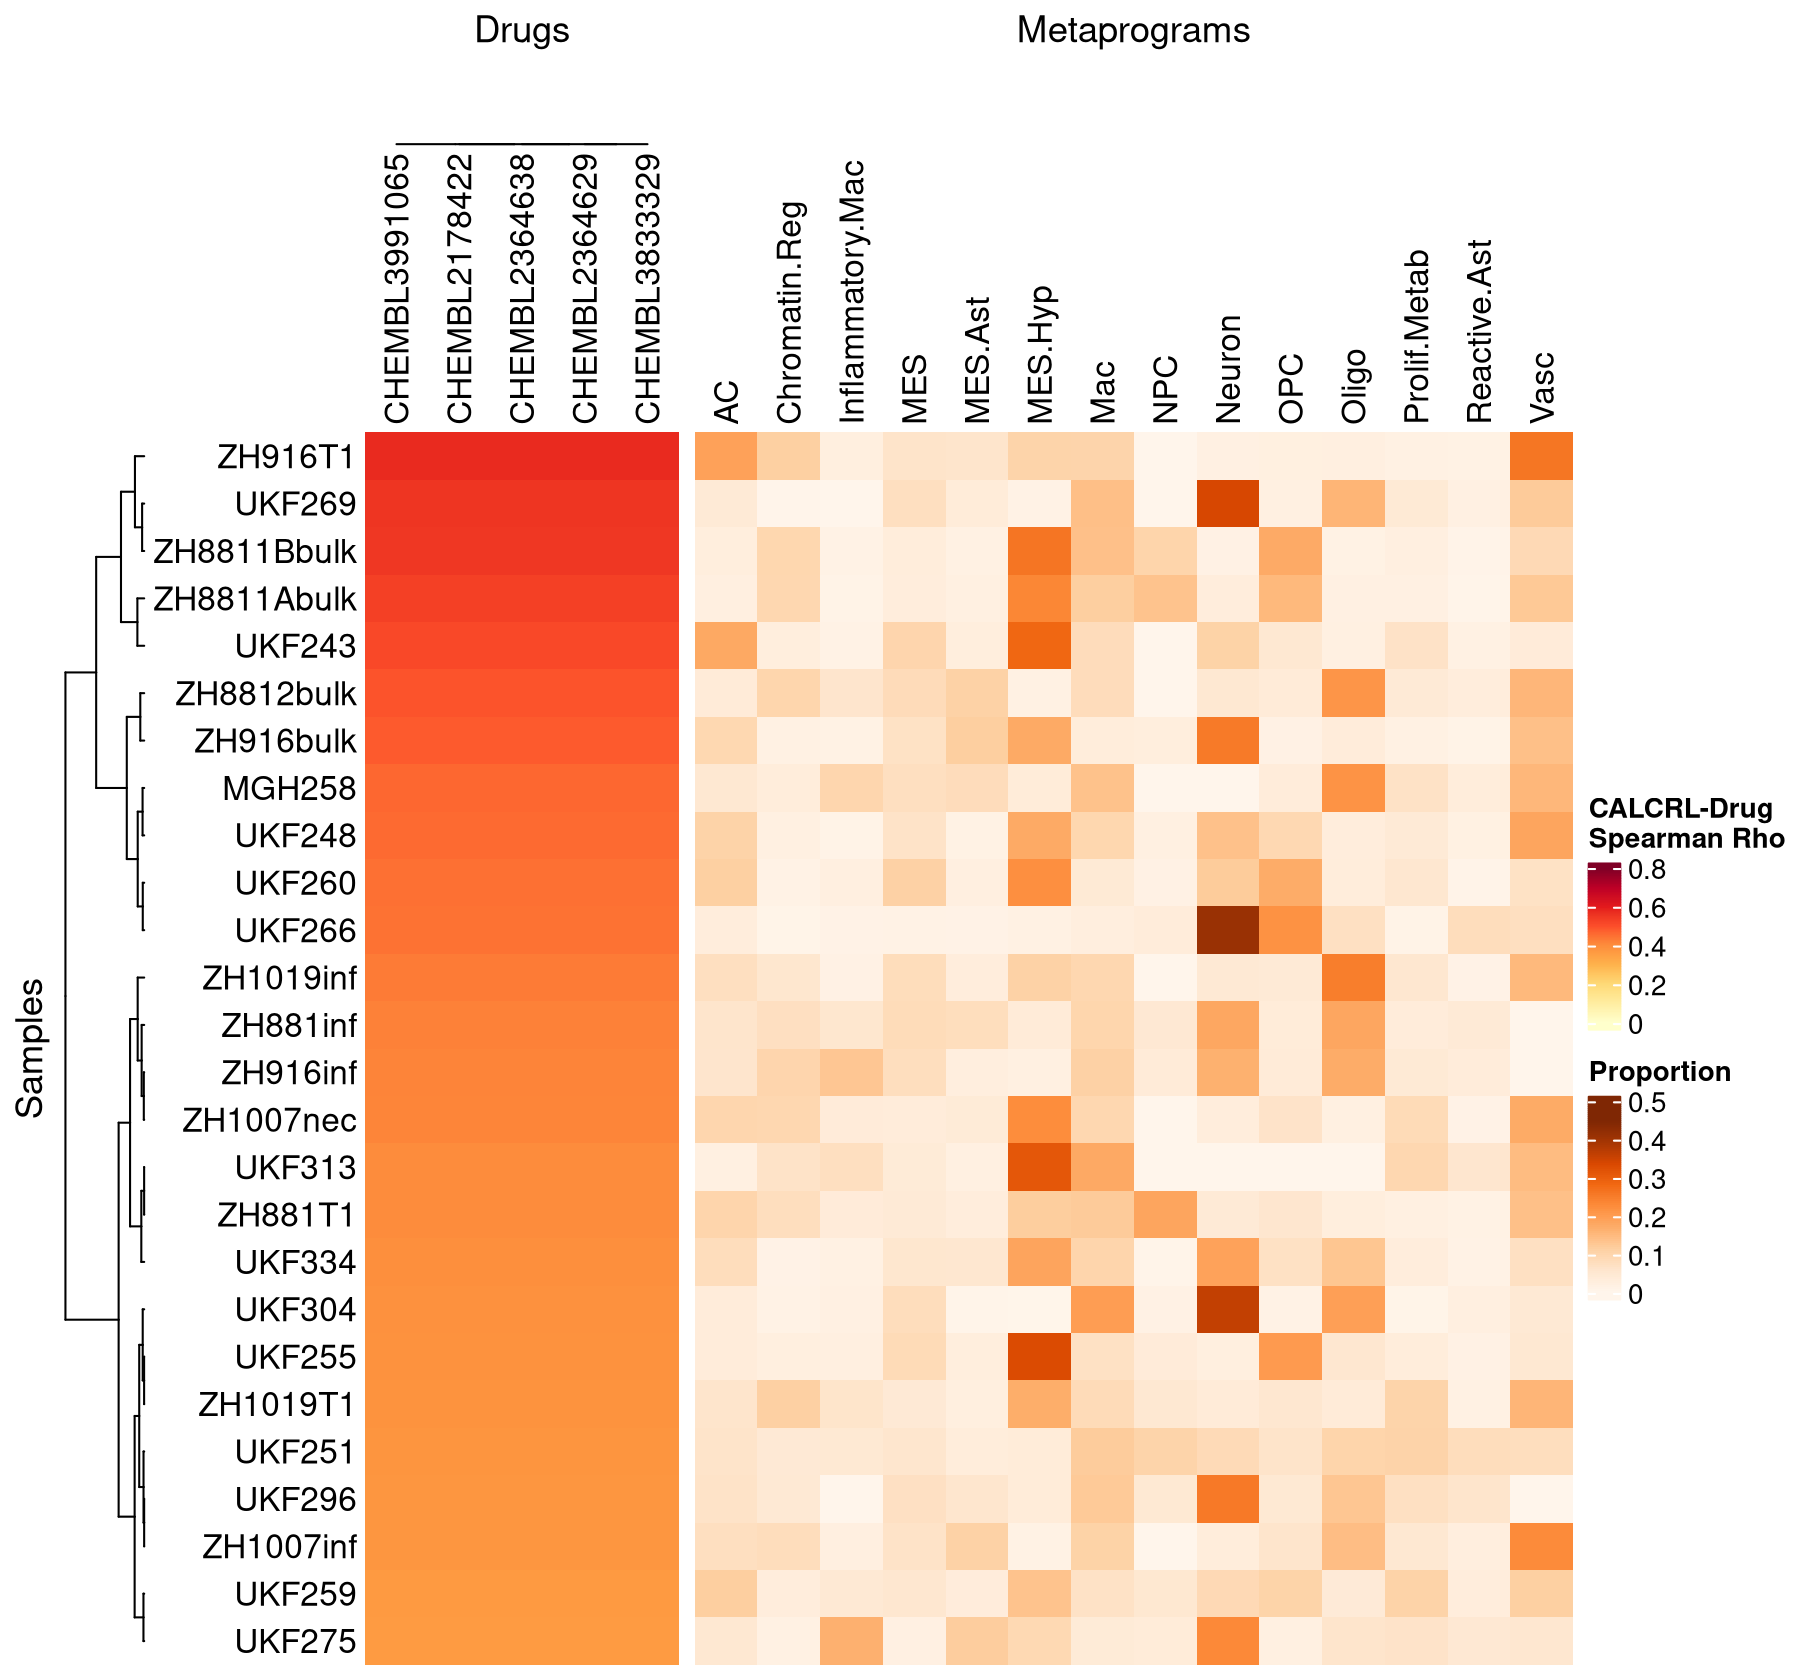 Drugs
Metaprograms
CHEMBL3991065
CHEMBL2178422
CHEMBL2364638
CHEMBL2364629
CHEMBL3833329
AC
Chromatin.Reg
Inflammatory.Mac
MES
MES.Ast
MES.Hyp
Mac
NPC
Neuron
OPC
Oligo
Prolif.Metab
Reactive.Ast
Vasc
Samples
ZH916T1
UKF269
ZH8811Bbulk
ZH8811Abulk
UKF243
ZH8812bulk
ZH916bulk
MGH258
UKF248
UKF260
UKF266
ZH1019inf
ZH881inf
ZH916inf
ZH1007nec
UKF313
ZH881T1
UKF334
UKF304
UKF255
ZH1019T1
UKF251
UKF296
ZH1007inf
UKF259
UKF275
CALCRL-Drug
Spearman Rho
0.8
0.6
0.4
0.2
0
Proportion
0.5
0.4
0.3
0.2
0.1
0